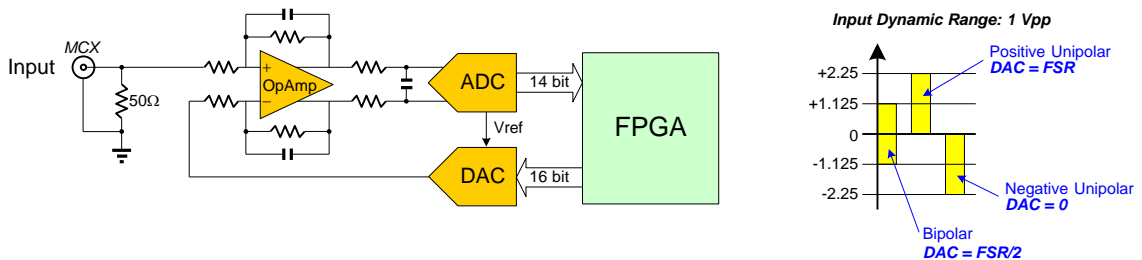 Input
MCX
50Ω
+
OpAmp
−
ADC
Vref
DAC
14 bit
16 bit
FPGA
Input Dynamic Range: 1 Vpp
+2.25
+1.125
0
-1.125
-2.25
Positive Unipolar
DAC = FSR
Negative Unipolar
DAC = 0
Bipolar
DAC = FSR/2